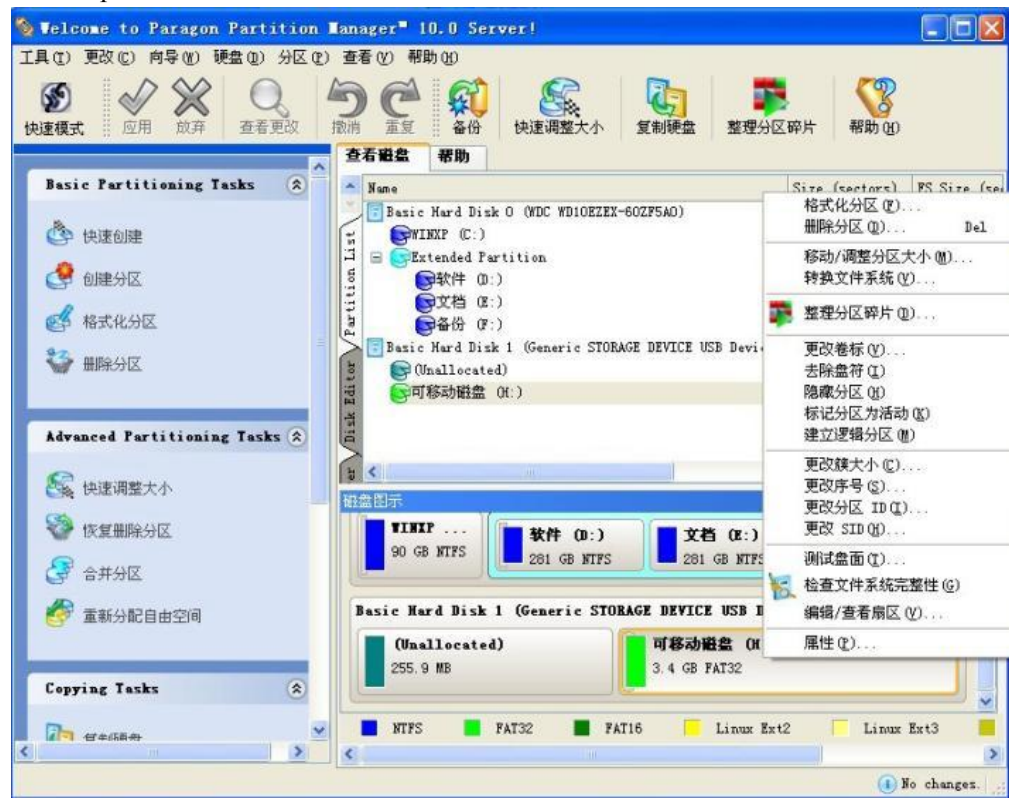 Welcome to Paragon Partition Manager™ 10.0 Server!
工具(T) 更改(C) 向导(W) 硬盘(D) 分区(P) 查看(V) 帮助(H)
快速模式 应用 放弃 查看更改 撤消 重复 备份 快速调整大小 复制硬盘 整理分区碎片 帮助(H)
Basic Partitioning Tasks
快速创建
创建分区
格式化分区
删除分区
Advanced Partitioning Tasks
快速调整大小
恢复删除分区
合并分区
重新分配自由空间
Copying Tasks
复制硬盘
查看磁盘 帮助
Partition List
Disk Editor
er
Name Size (sectors) FS Size (se
Basic Hard Disk 0 (WDC WD10EZEX-60ZF5A0)
WINXP (C:)
Extended Partition
软件 (D:)
文档 (E:)
备份 (F:)
Basic Hard Disk 1 (Generic STORAGE DEVICE USB Devi
(Unallocated)
可移动磁盘 (H:)
格式化分区(F)...
删除分区(D)... Del
移动/调整分区大小(M)...
转换文件系统(V)...
整理分区碎片(D)...
更改卷标(V)...
去除盘符(I)
隐藏分区(H)
标记分区为活动(K)
建立逻辑分区(M)
更改簇大小(C)...
更改序号(S)...
更改分区 ID(I)...
更改 SID(H)...
测试盘面(T)...
检查文件系统完整性(G)
编辑/查看扇区(V)...
属性(P)...
磁盘图示
WINXP ...
90 GB NTFS
软件 (D:)
281 GB NTFS
文档 (E:)
281 GB NTFS
Basic Hard Disk 1 (Generic STORAGE DEVICE USB D
(Unallocated)
255.9 MB
可移动磁盘 (H
3.4 GB FAT32
NTFS FAT32 FAT16 Linux Ext2 Linux Ext3
No changes.